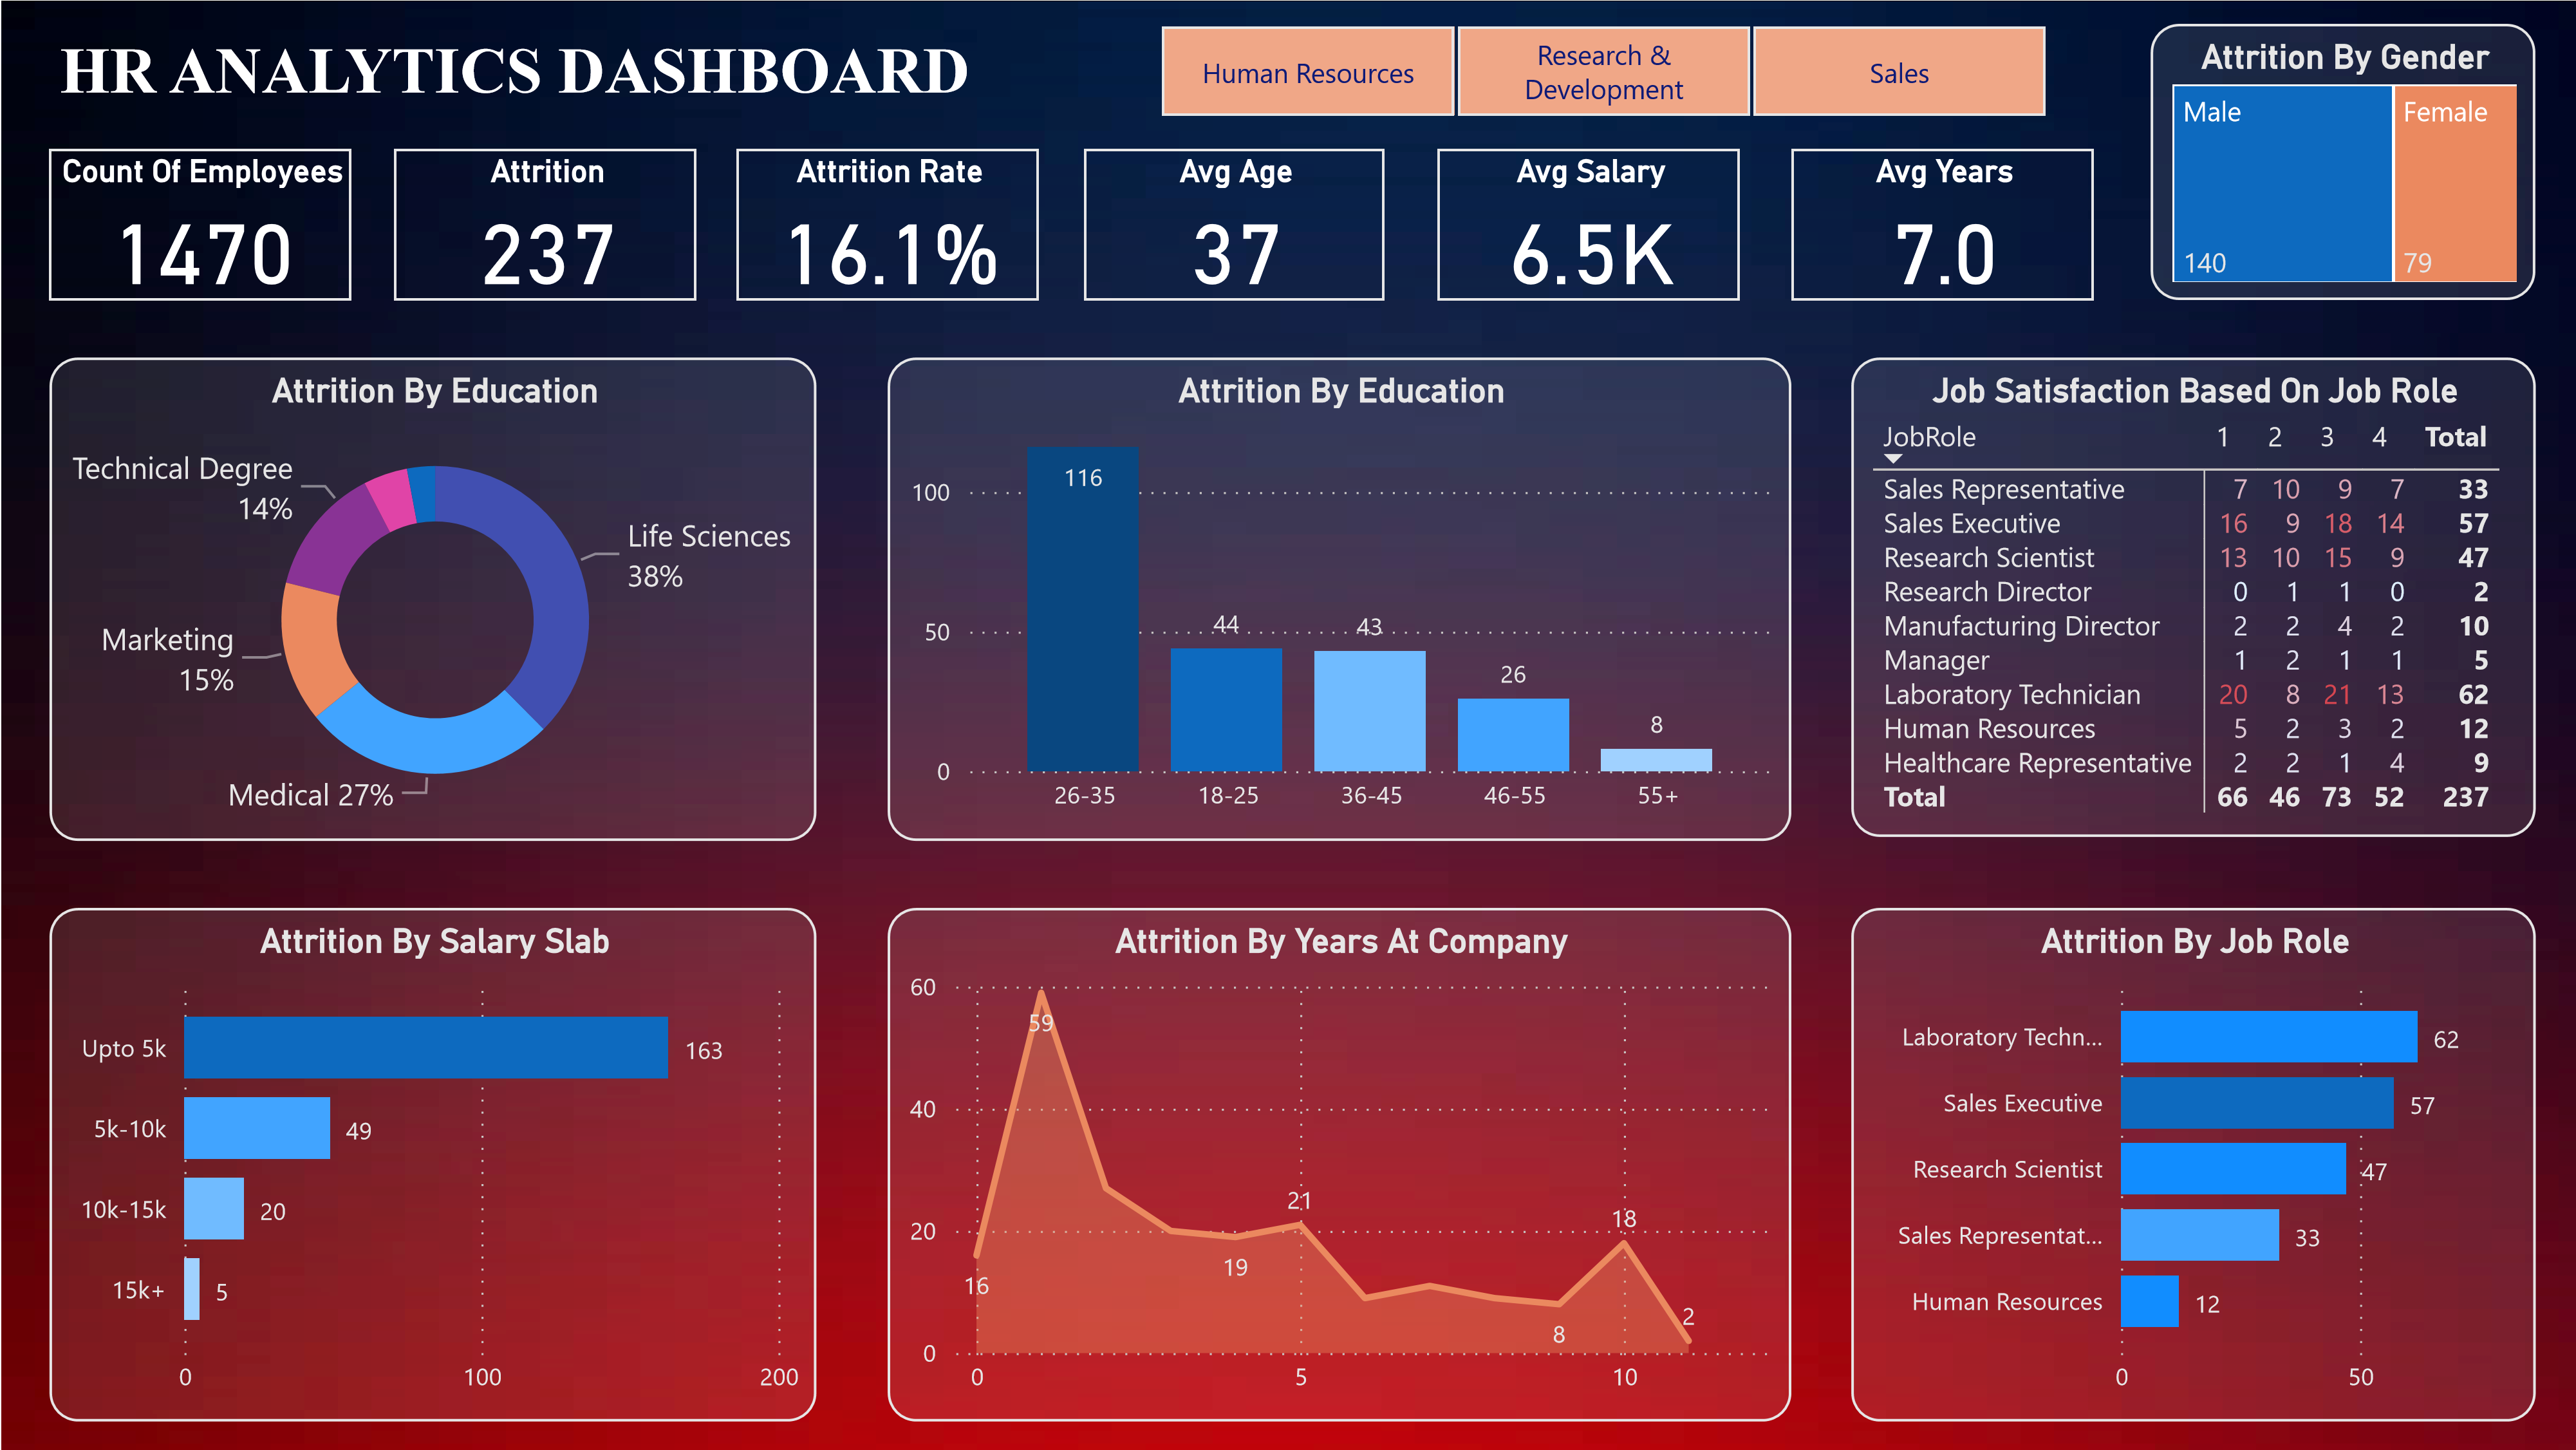 HR ANALYTICS DASHBOARD
Human Resources
Research &
Development
Sales
Attrition By Gender
Male
Female
140
79
Count Of Employees
1470
Attrition
237
Attrition Rate
16.1%
Avg Age
37
Avg Salary
6.5K
Avg Years
7.0
Attrition By Education
Technical Degree
14%
Life Sciences
38%
Marketing
15%
Medical 27%
Attrition By Education
100
50
0
116
44
43
26
8
26-35
18-25
36-45
46-55
55+
Job Satisfaction Based On Job Role
JobRole 1 2 3 4 Total
Sales Representative 7 10 9 7 33
Sales Executive 16 9 18 14 57
Research Scientist 13 10 15 9 47
Research Director 0 1 1 0 2
Manufacturing Director 2 2 4 2 10
Manager 1 2 1 1 5
Laboratory Technician 20 8 21 13 62
Human Resources 5 2 3 2 12
Healthcare Representative 2 2 1 4 9
Total 66 46 73 52 237
Attrition By Salary Slab
Upto 5k 163
5k-10k 49
10k-15k 20
15k+ 5
0 100 200
Attrition By Years At Company
60
40
20
0
16
59
19
21
8
18
2
0 5 10
Attrition By Job Role
Laboratory Techn... 62
Sales Executive 57
Research Scientist 47
Sales Representat... 33
Human Resources 12
0 50